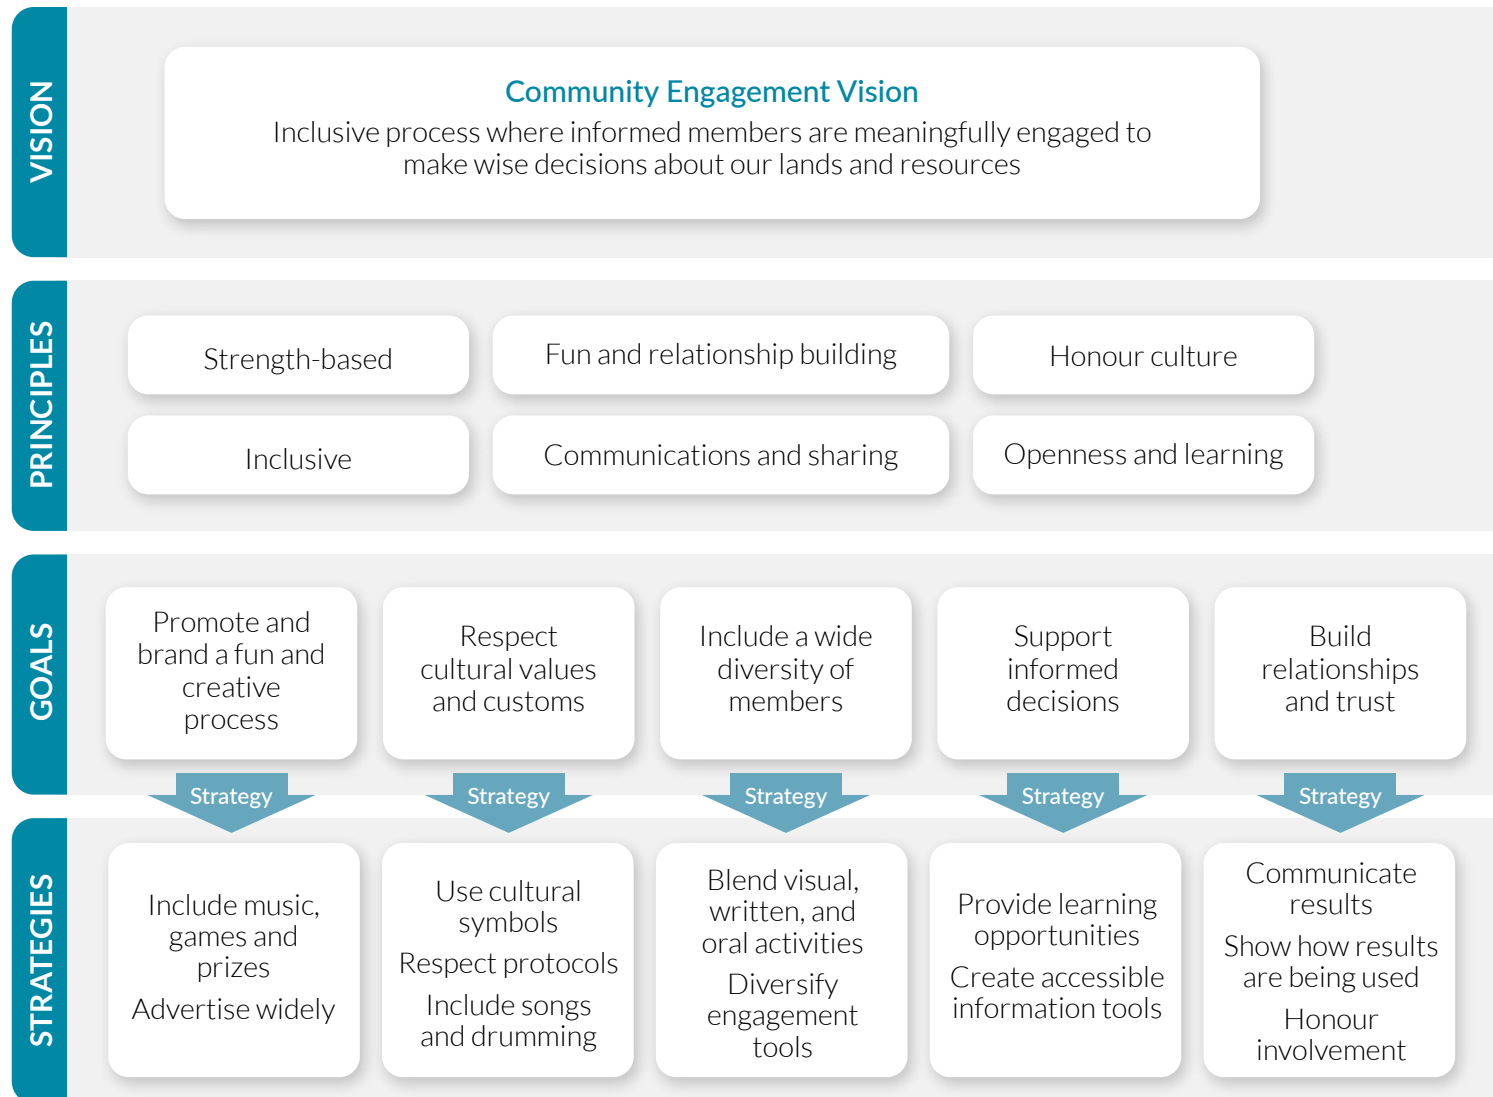 VISION
Community Engagement Vision
Inclusive process where informed members are meaningfully engaged to
make wise decisions about our lands and resources
PRINCIPLES
Strength-based
Fun and relationship building
Honour culture
Inclusive
Communications and sharing
Openness and learning
GOALS
Promote and
brand a fun and
creative
process
Respect
cultural values
and customs
Include a wide
diversity of
members
Support
informed
decisions
Build
relationships
and trust
Strategy
Strategy
Strategy
Strategy
Strategy
STRATEGIES
Include music,
games and
prizes
Advertise widely
Use cultural
symbols
Respect protocols
Include songs
and drumming
Blend visual,
written, and
oral activities
Diversify
engagement
tools
Provide learning
opportunities
Create accessible
information tools
Communicate
results
Show how results
are being used
Honour
involvement